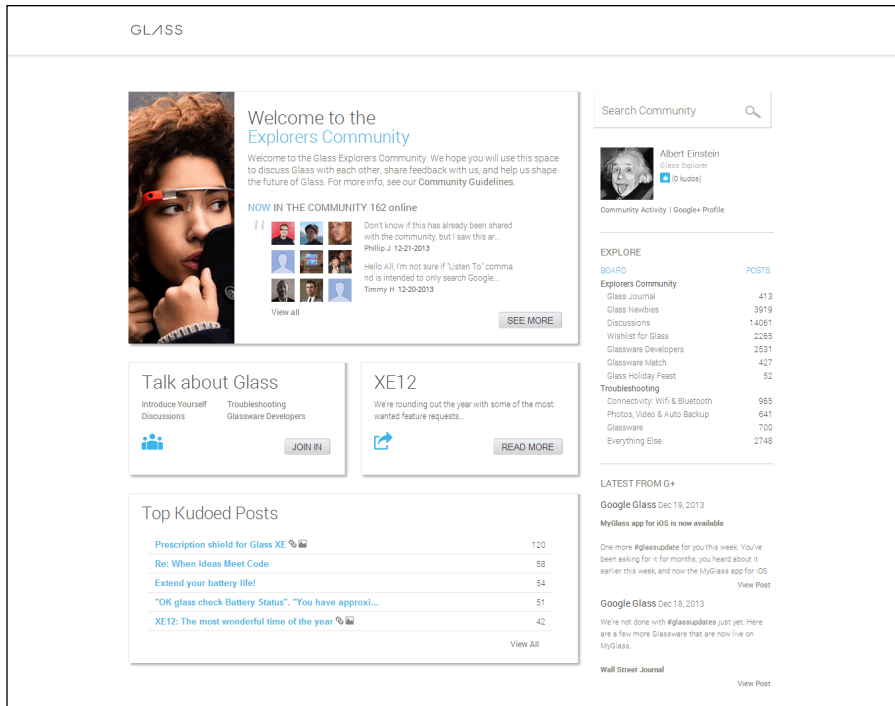 GLASS
Welcome to the
Explorers Community
Welcome to the Glass Explorers Community. We hope you will use this space
to discuss Glass with each other, share feedback with us, and help us shape
the future of Glass. For more info, see our Community Guidelines.
NOW IN THE COMMUNITY 162 online
"
Don't know if this has already been shared
with the community, but I saw this ar...
Phillip J 12-21-2013
Hello All, I'm not sure if "Listen To" comma
nd is intended to only search Google...
Timmy H 12-20-2013
View all
SEE MORE
Talk about Glass
Introduce Yourself Troubleshooting
Discussions Glassware Developers
JOIN IN
XE12
We're rounding out the year with some of the most
wanted feature requests...
READ MORE
Top Kudoed Posts
Prescription shield for Glass XE 120
Re: When Ideas Meet Code 58
Extend your battery life! 54
"OK glass check Battery Status". "You have approxi... 51
XE12: The most wonderful time of the year 42
View All
Search Community
Albert Einstein
Glass Explorer
(0 kudos)
Community Activity | Google+ Profile
EXPLORE
BOARD POSTS
Explorers Community
Glass Journal 413
Glass Newbies 3919
Discussions 14061
Wishlist for Glass 2265
Glassware Developers 2531
Glassware Match 427
Glass Holiday Feast 52
Troubleshooting
Connectivity: Wifi & Bluetooth 965
Photos, Video & Auto Backup 641
Glassware 700
Everything Else 2748
LATEST FROM G+
Google Glass Dec 19, 2013
MyGlass app for iOS is now available
One more #glassupdate for you this week. You've
been asking for it for months, you heard about it
earlier this week, and now the MyGlass app for iOS
View Post
Google Glass Dec 18, 2013
We're not done with #glassupdates just yet. Here
are a few more Glassware that are now live on
MyGlass.
Wall Street Journal
View Post